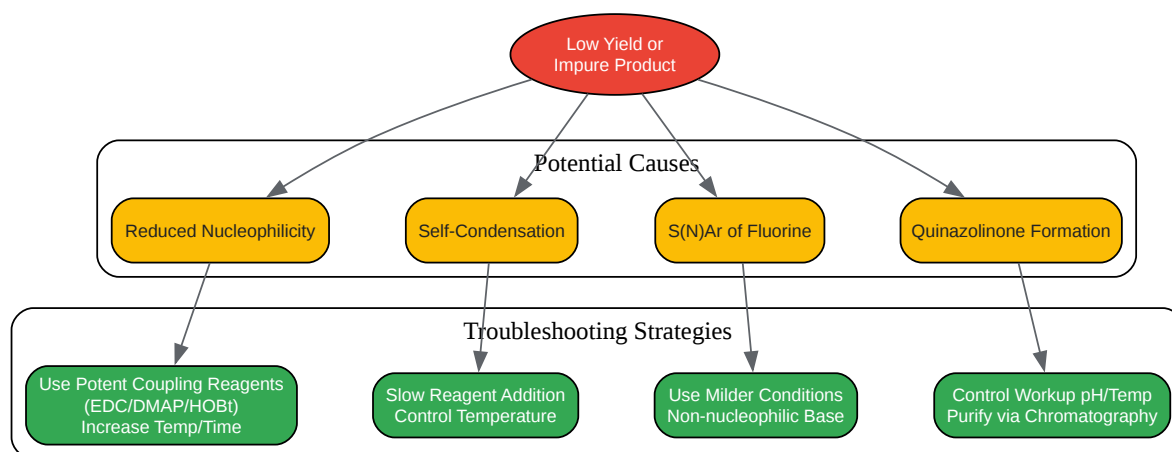 Low Yield or
Impure Product
Potential Causes
Reduced Nucleophilicity
Self-Condensation
S(N)Ar of Fluorine
Quinazolinone Formation
Troubleshooting Strategies
Use Potent Coupling Reagents
(EDC/DMAP/HOBt)
Increase Temp/Time
Slow Reagent Addition
Control Temperature
Use Milder Conditions
Non-nucleophilic Base
Control Workup pH/Temp
Purify via Chromatography